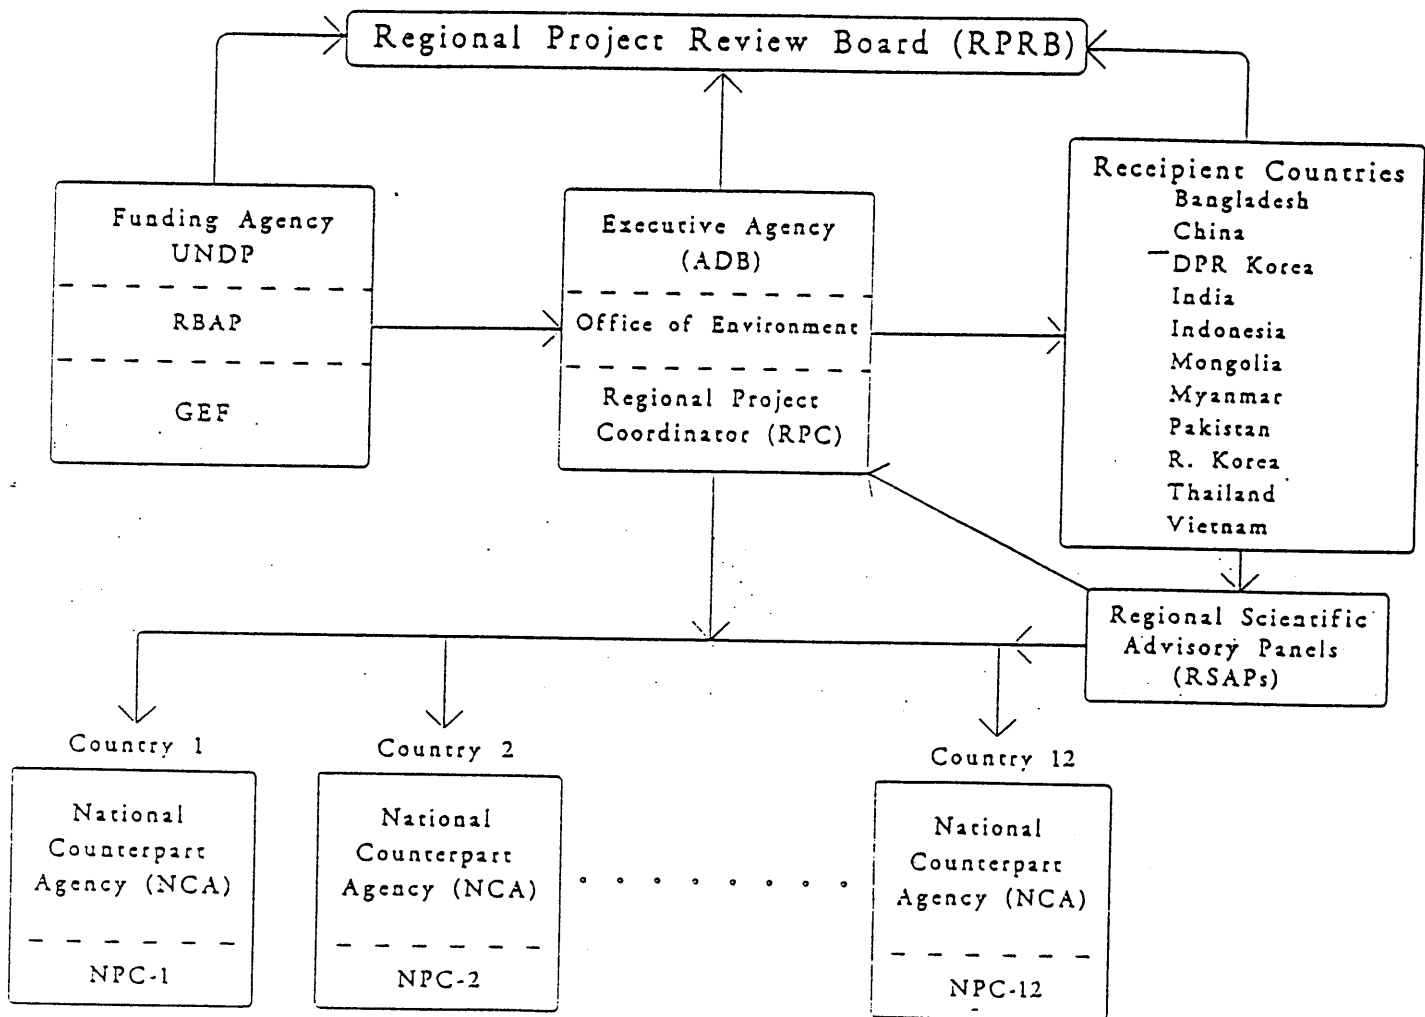 Regional Project Review Board (RPRB)
Funding Agency
UNDP
RBAP
GEF
Executive Agency
(ADB)
Office of Environment
Regional Project
Coordinator (RPC)
Receipient Countries
Bangladesh
China
DPR Korea
India
Indonesia
Mongolia
Myanmar
Pakistan
R. Korea
Thailand
Vietnam
Regional Scientific
Advisory Panels
(RSAPs)
Country 1
National
Counterpart
Agency (NCA)
NPC-1
Country 2
National
Counterpart
Agency (NCA)
NPC-2
Country 12
National
Counterpart
Agency (NCA)
NPC-12